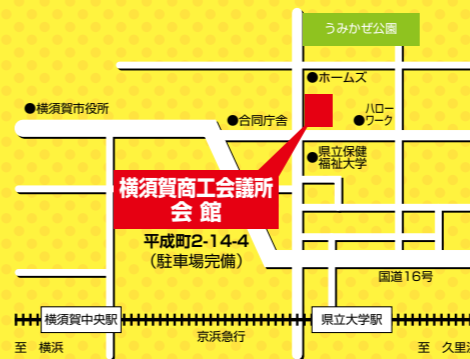 うみかぜ公園
●ホームズ
●横須賀市役所
●合同庁舎
ハロー
●ワーク
●県立保健
福祉大学
横須賀商工会議所
会 館
平成町2-14-4
（駐車場完備）
国道16号
横須賀中央駅
県立大学駅
京浜急行
至 横浜
至 久里